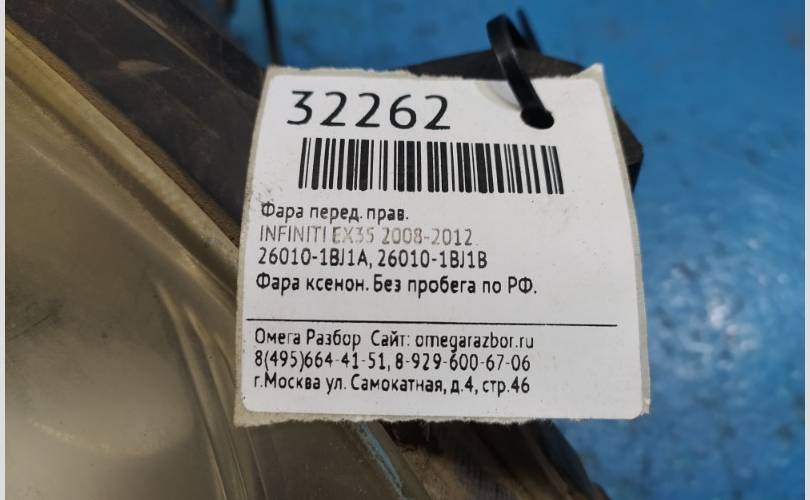 32262
Фара перед. прав.
INFINITI EX35 2008-2012
26010-1BJ1A, 26010-1BJ1B
Фара ксенон. Без пробега по РФ.
Омега Разбор Сайт: omegarazbor.ru
8(495)664-41-51, 8-929-600-67-06
г.Москва ул. Самокатная, д.4, стр.46